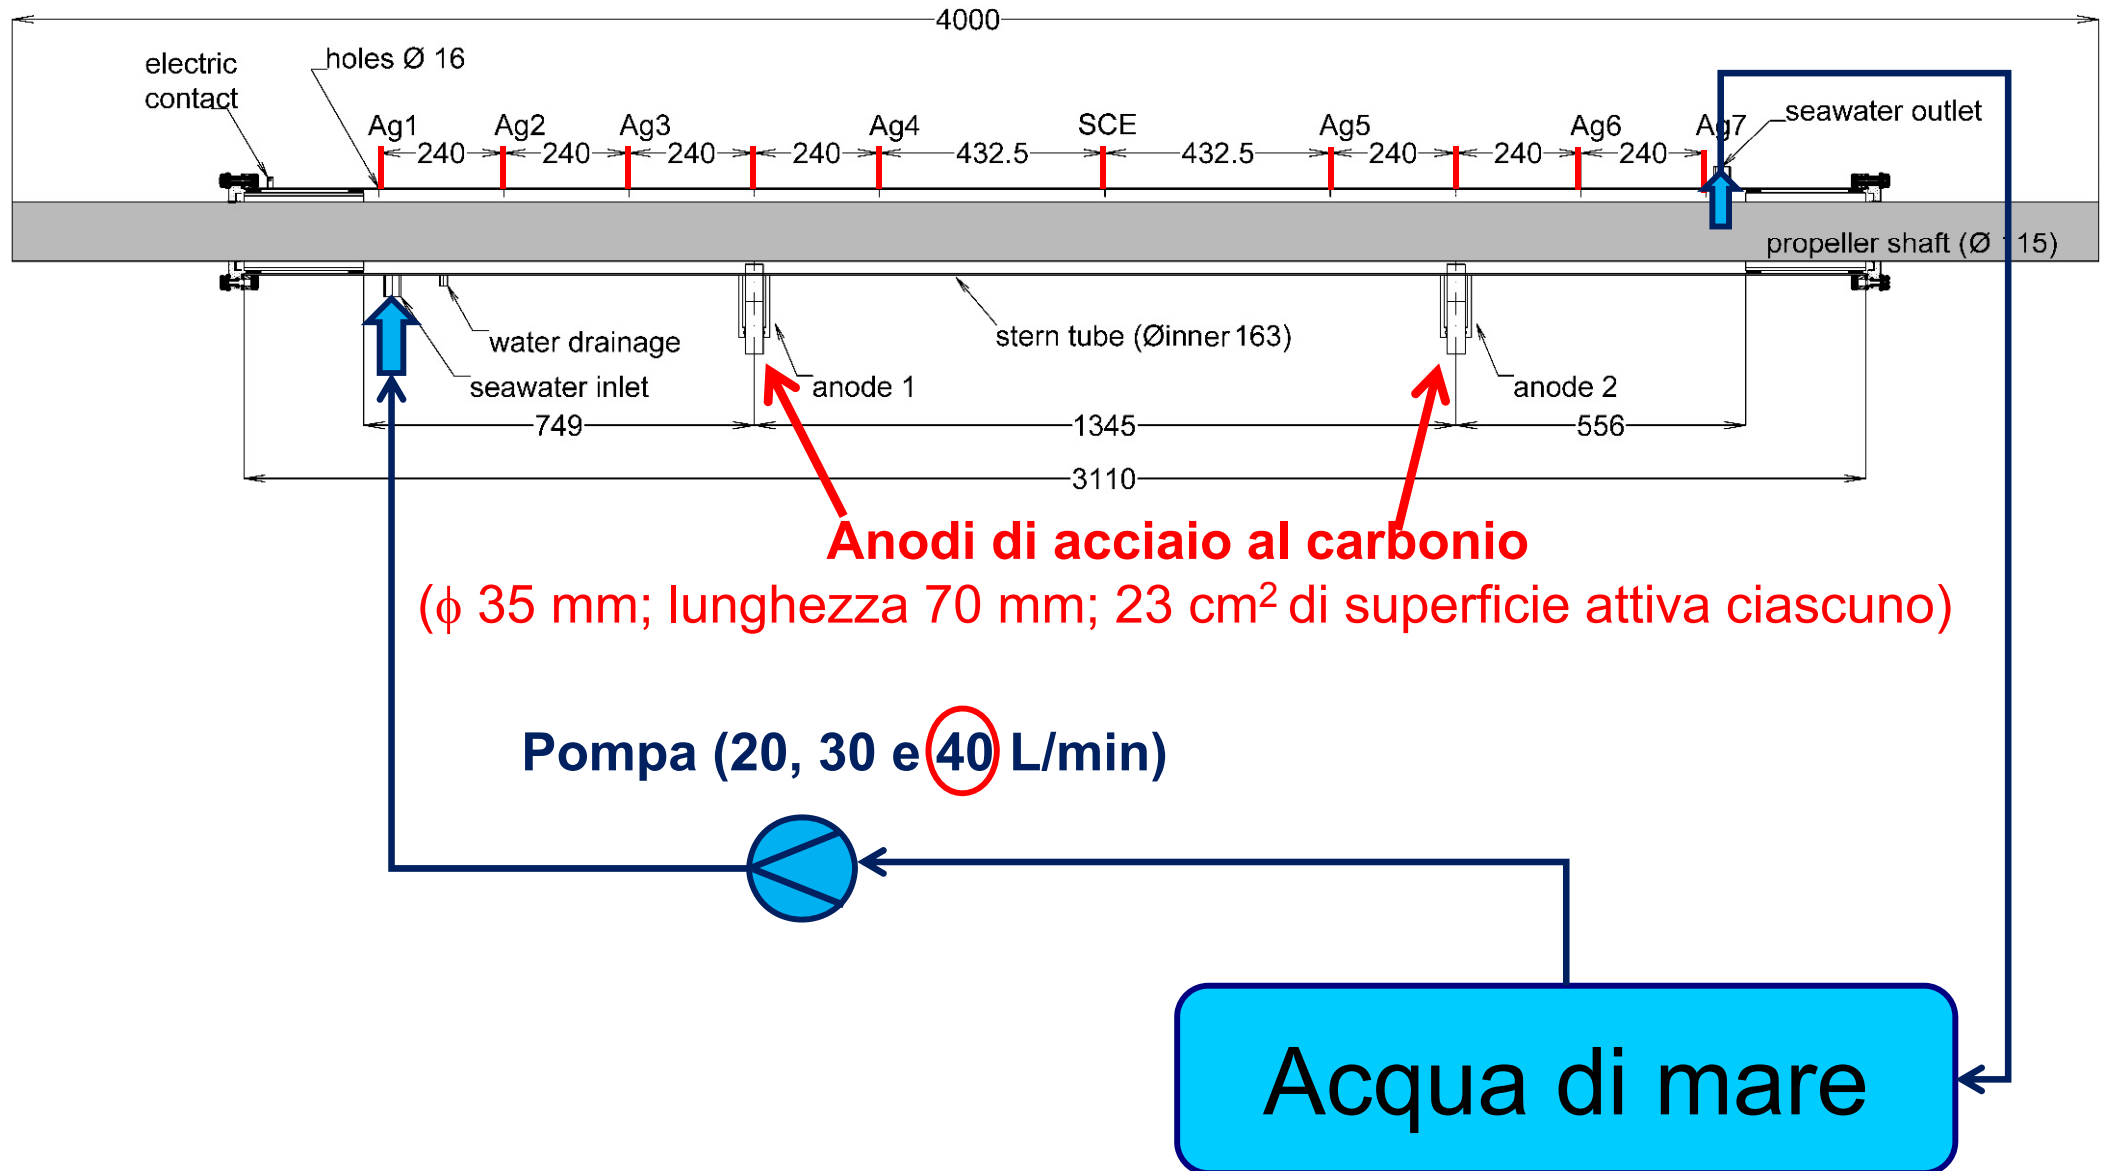 4000
electric
contact
holes Ø 16
Ag1
Ag2
Ag3
Ag4
SCE
Ag5
Ag6
Ag7
seawater outlet
240
240
240
240
432.5
432.5
240
240
240
propeller shaft (Ø 115)
water drainage
seawater inlet
anode 1
stern tube (Øinner 163)
anode 2
749
1345
556
3110
Anodi di acciaio al carbonio
(ϕ 35 mm; lunghezza 70 mm; 23 cm² di superficie attiva ciascuno)
Pompa (20, 30 e 40 L/min)
Acqua di mare